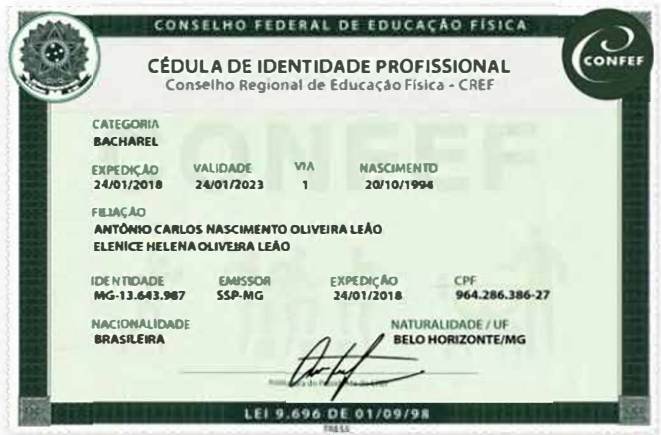 CONSELHO FEDERAL DE EDUCAÇÃO FÍSICA
CONFEF
CÉDULA DE IDENTIDADE PROFISSIONAL
Conselho Regional de Educação Física - CREF
CATEGORIA
BACHAREL
EXPEDIÇÃO VALIDADE VIA NASCIMENTO
24/01/2018 24/01/2023 1 20/10/1994
FILIAÇÃO
ANTÔNIO CARLOS NASCIMENTO OLIVEIRA LEÃO
ELENICE HELENA OLIVEIRA LEÃO
IDENTIDADE EMISSOR EXPEDIÇÃO CPF
MG-13.643.987 SSP-MG 24/01/2018 964.286.386-27
NACIONALIDADE NATURALIDADE / UF
BRASILEIRA BELO HORIZONTE/MG
LEI 9.696 DE 01/09/98